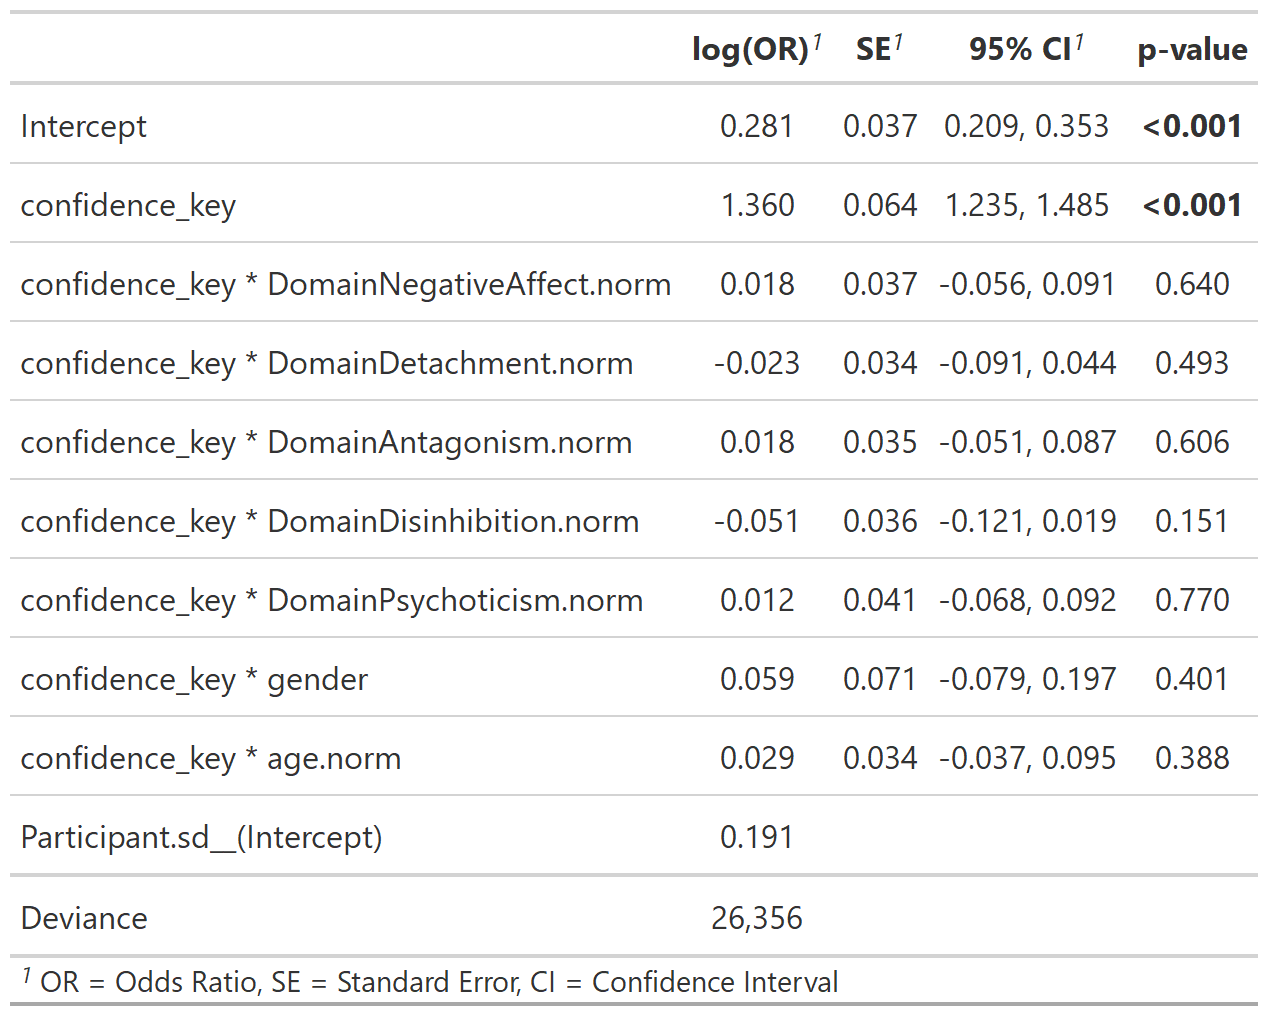 log(OR)1 SE1 95% CI1 p-value
Intercept 0.281 0.037 0.209, 0.353 <0.001
confidence_key 1.360 0.064 1.235, 1.485 <0.001
confidence_key * DomainNegativeAffect.norm 0.018 0.037 -0.056, 0.091 0.640
confidence_key * DomainDetachment.norm -0.023 0.034 -0.091, 0.044 0.493
confidence_key * DomainAntagonism.norm 0.018 0.035 -0.051, 0.087 0.606
confidence_key * DomainDisinhibition.norm -0.051 0.036 -0.121, 0.019 0.151
confidence_key * DomainPsychoticism.norm 0.012 0.041 -0.068, 0.092 0.770
confidence_key * gender 0.059 0.071 -0.079, 0.197 0.401
confidence_key * age.norm 0.029 0.034 -0.037, 0.095 0.388
Participant.sd__(Intercept) 0.191
Deviance 26,356
1 OR = Odds Ratio, SE = Standard Error, CI = Confidence Interval